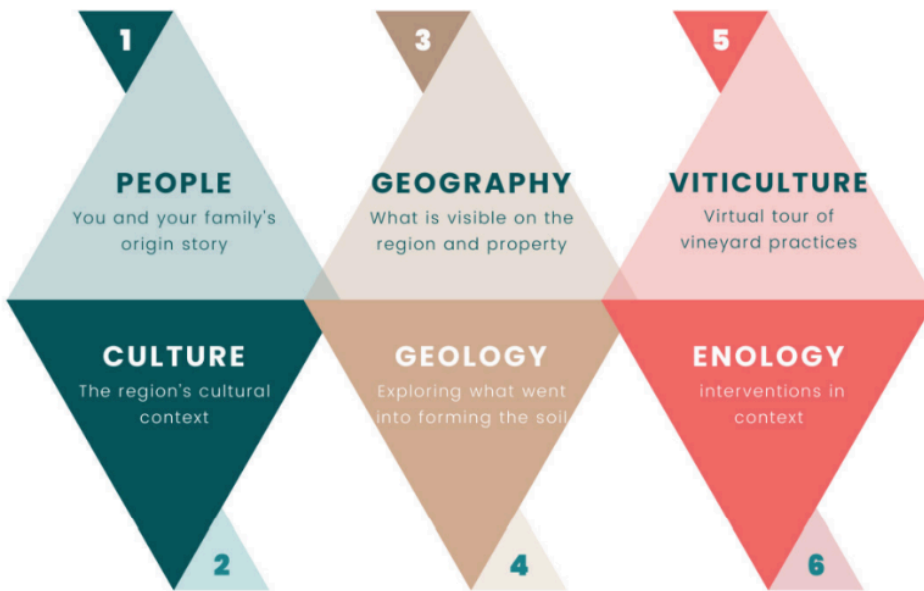 1
PEOPLE
You and your family's
origin story
CULTURE
The region's cultural
context
2
3
GEOGRAPHY
What is visible on the
region and property
GEOLOGY
Exploring what went
into forming the soil
4
5
VITICULTURE
Virtual tour of
vineyard practices
ENOLOGY
interventions in
context
6